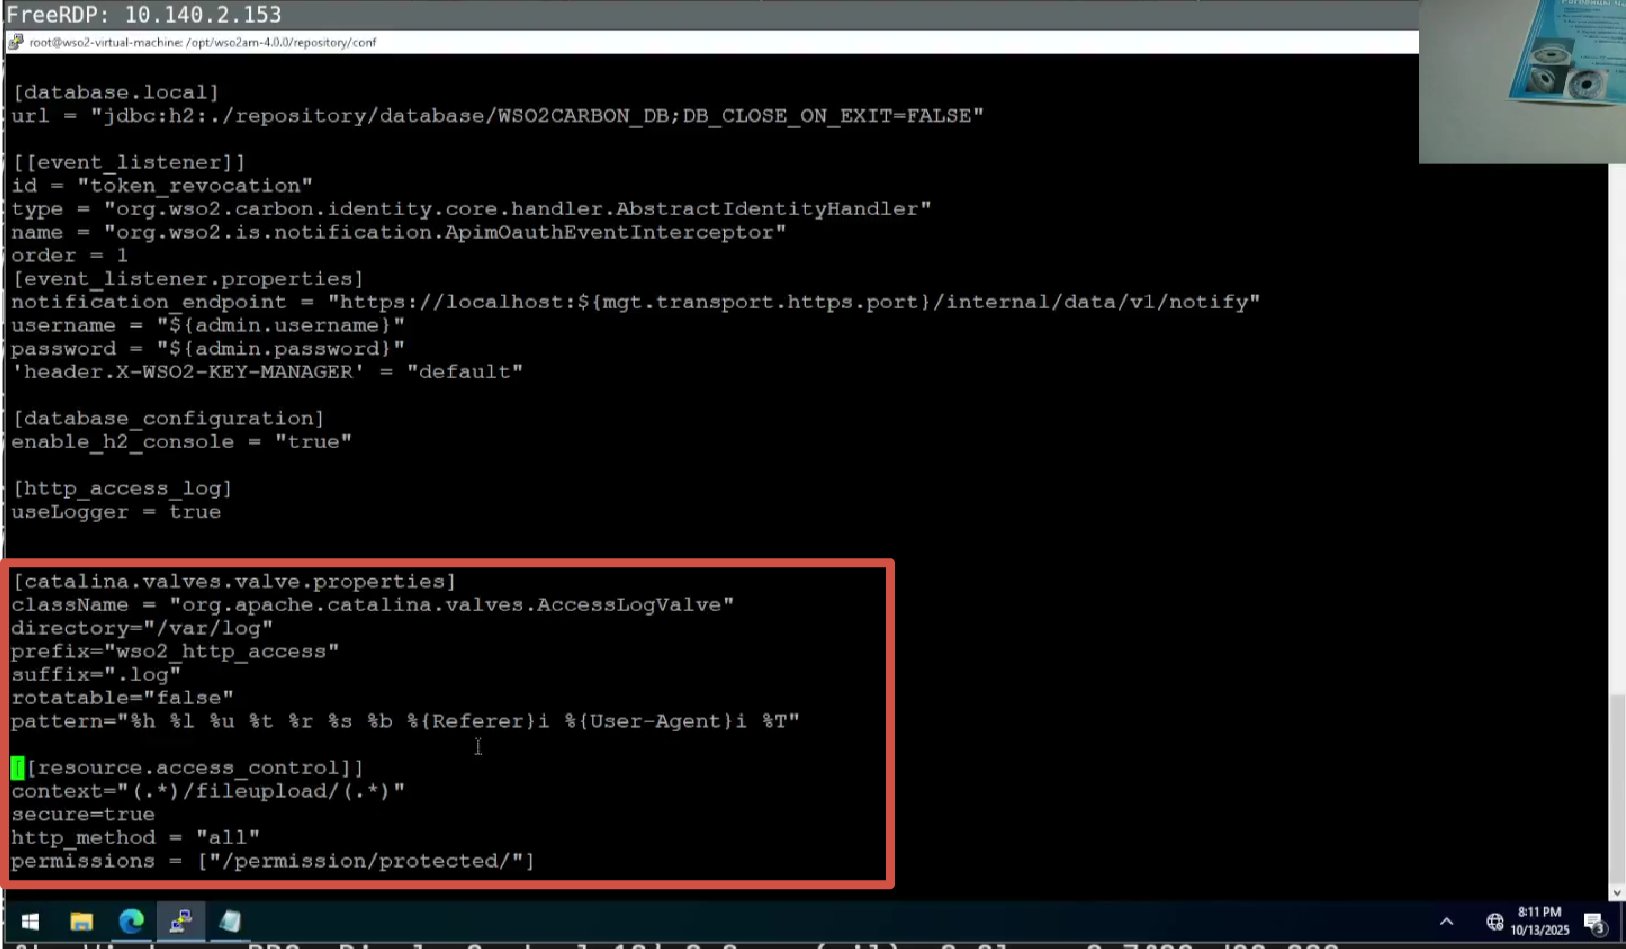 FreeRDP: 10.140.2.153
root@wso2-virtual-machine: /opt/wso2am-4.0.0/repository/conf
[database.local]
url = "jdbc:h2:./repository/database/WSO2CARBON_DB;DB_CLOSE_ON_EXIT=FALSE"
[[event_listener]]
id = "token_revocation"
type = "org.wso2.carbon.identity.core.handler.AbstractIdentityHandler"
name = "org.wso2.is.notification.ApimOauthEventInterceptor"
order = 1
[event_listener.properties]
notification_endpoint = "https://localhost:${mgt.transport.https.port}/internal/data/v1/notify"
username = "${admin.username}"
password = "${admin.password}"
'header.X-WSO2-KEY-MANAGER' = "default"
[database_configuration]
enable_h2_console = "true"
[http_access_log]
useLogger = true
[catalina.valves.valve.properties]
className = "org.apache.catalina.valves.AccessLogValve"
directory="/var/log"
prefix="wso2_http_access"
suffix=".log"
rotatable="false"
pattern="%h %l %u %t %r %s %b %{Referer}i %{User-Agent}i %T"
[[resource.access_control]]
context="(.*)/fileupload/(.*)"
secure=true
http_method = "all"
permissions = ["/permission/protected/"]
8:11 PM
10/13/2025
3